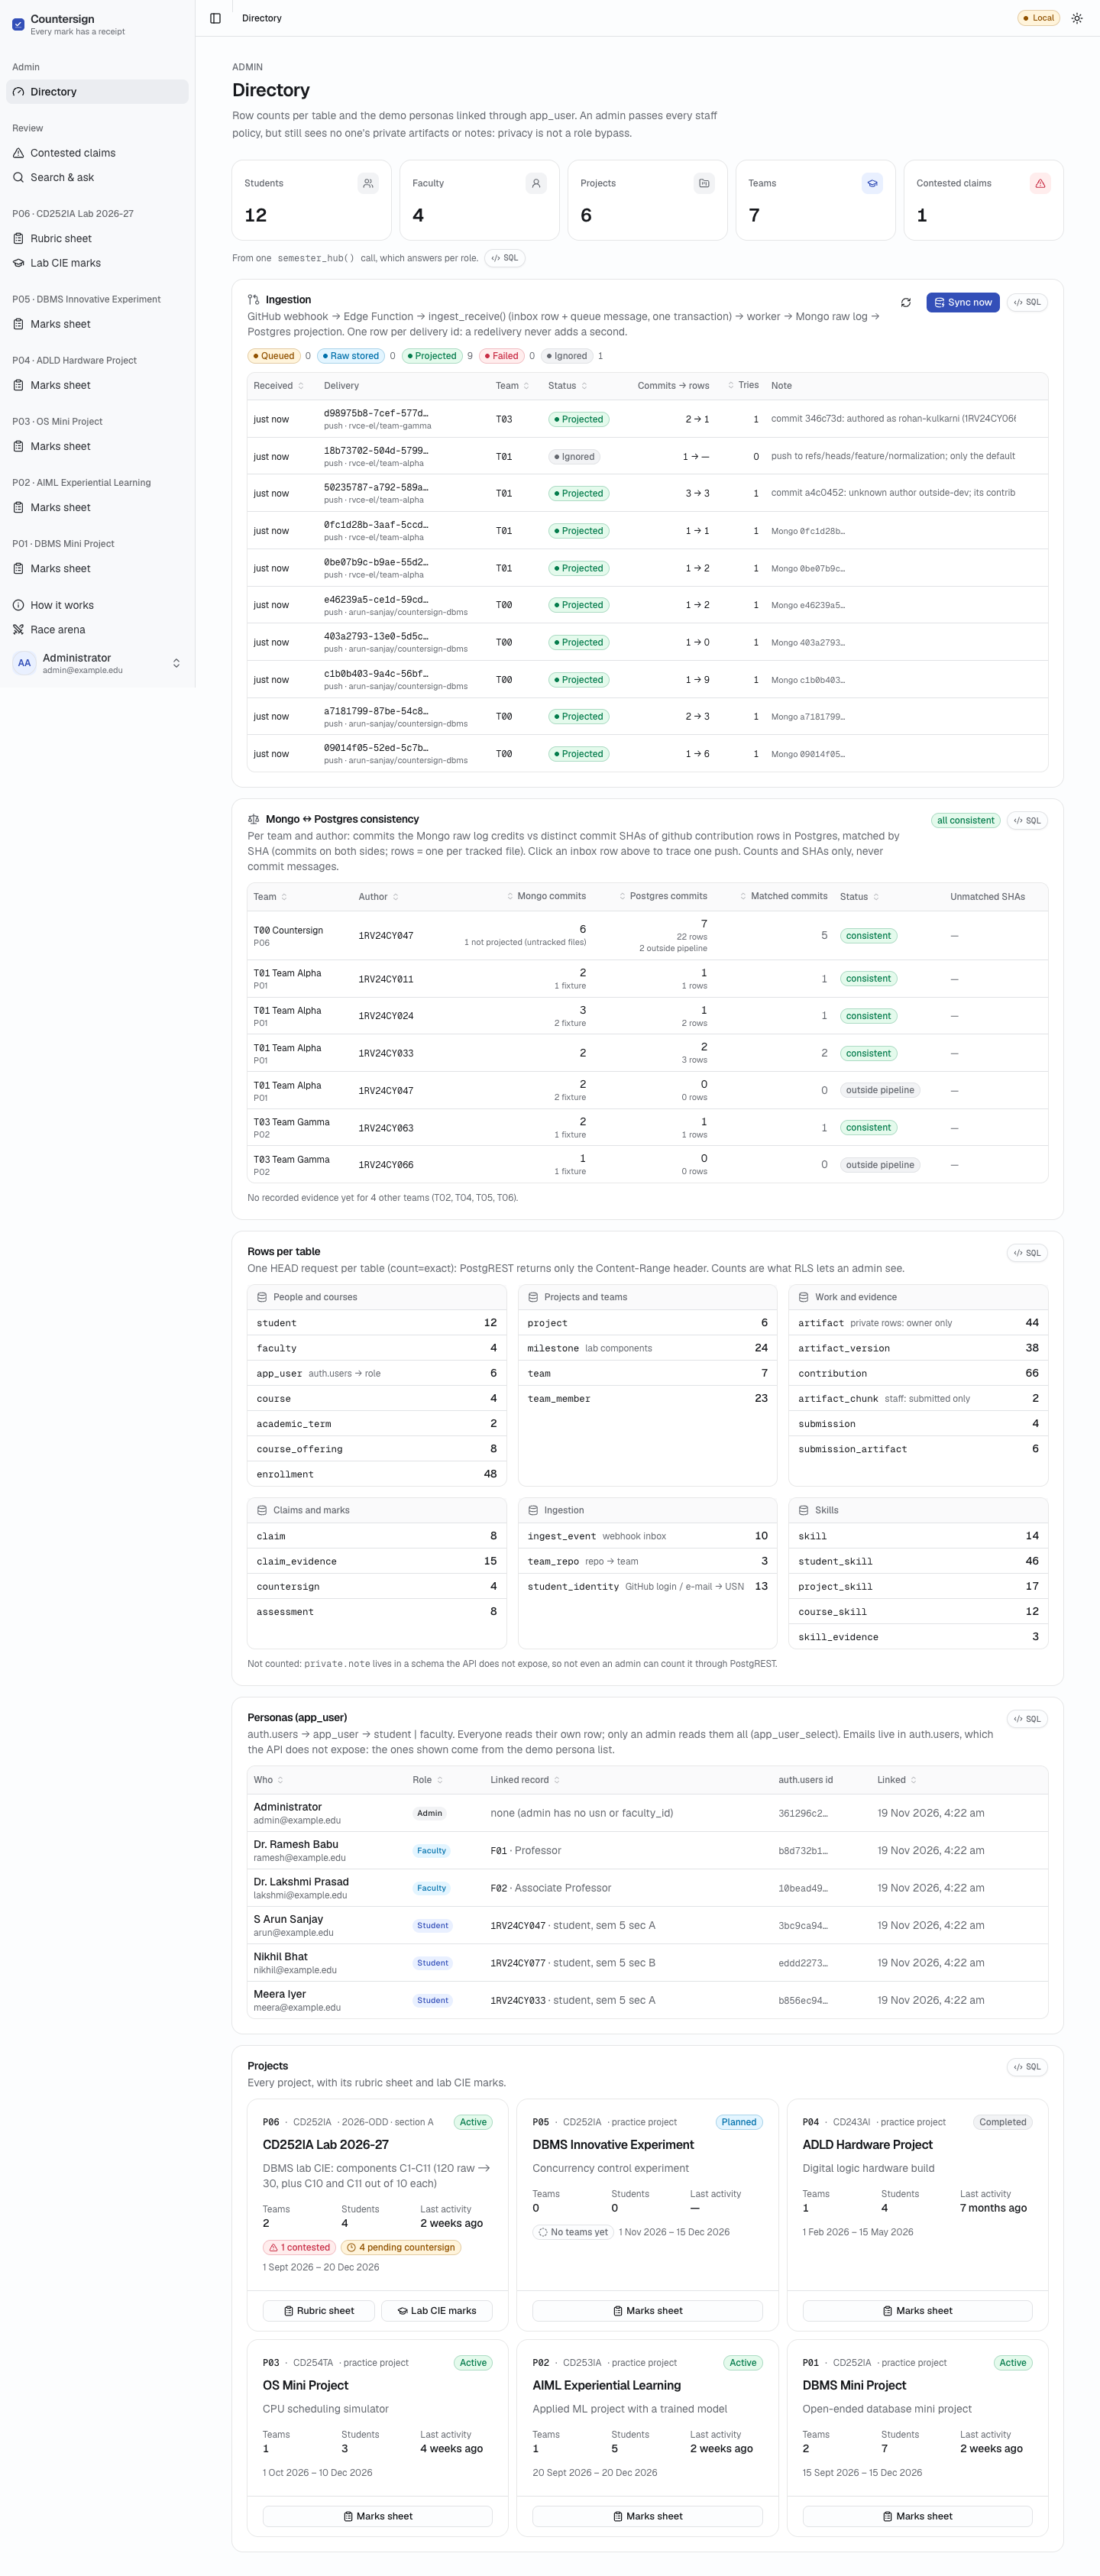 Countersign
Every mark has a receipt
Admin
Directory
Review
Contested claims
Search & ask
P06 · CD252IA Lab 2026-27
Rubric sheet
Lab CIE marks
P05 · DBMS Innovative Experiment
Marks sheet
P04 · ADLD Hardware Project
Marks sheet
P03 · OS Mini Project
Marks sheet
P02 · AIML Experiential Learning
Marks sheet
P01 · DBMS Mini Project
Marks sheet
How it works
Race arena
AA
Administrator
admin@example.edu
Directory
Local
ADMIN
Directory
Row counts per table and the demo personas linked through app_user. An admin passes every staff
policy, but still sees no one's private artifacts or notes: privacy is not a role bypass.
Students
12
Faculty
4
Projects
6
Teams
7
Contested claims
1
From one semester_hub() call, which answers per role. </> SQL
Ingestion
Sync now
</> SQL
GitHub webhook → Edge Function → ingest_receive() (inbox row + queue message, one transaction) → worker → Mongo raw log →
Postgres projection. One row per delivery id: a redelivery never adds a second.
Queued 0 Raw stored 0 Projected 9 Failed 0 Ignored 1
Received Delivery Team Status Commits → rows Tries Note
just now d98975b8-7cef-577d… T03 Projected 2 → 1 1 commit 346c73d: authored as rohan-kulkarni (1RV24CY066
push · rvce-el/team-gamma
just now 18b73702-504d-5799… T01 Ignored 1 → — 0 push to refs/heads/feature/normalization; only the default
push · rvce-el/team-alpha
just now 50235787-a792-589a… T01 Projected 3 → 3 1 commit a4c0452: unknown author outside-dev; its contrib
push · rvce-el/team-alpha
just now 0fc1d28b-3aaf-5ccd… T01 Projected 1 → 1 1 Mongo 0fc1d28b…
push · rvce-el/team-alpha
just now 0be07b9c-b9ae-55d2… T01 Projected 1 → 2 1 Mongo 0be07b9c…
push · rvce-el/team-alpha
just now e46239a5-ce1d-59cd… T00 Projected 1 → 2 1 Mongo e46239a5…
push · arun-sanjay/countersign-dbms
just now 403a2793-13e0-5d5c… T00 Projected 1 → 0 1 Mongo 403a2793…
push · arun-sanjay/countersign-dbms
just now c1b0b403-9a4c-56bf… T00 Projected 1 → 9 1 Mongo c1b0b403…
push · arun-sanjay/countersign-dbms
just now a7181799-87be-54c8… T00 Projected 2 → 3 1 Mongo a7181799…
push · arun-sanjay/countersign-dbms
just now 09014f05-52ed-5c7b… T00 Projected 1 → 6 1 Mongo 09014f05…
push · arun-sanjay/countersign-dbms
Mongo ↔ Postgres consistency
all consistent
</> SQL
Per team and author: commits the Mongo raw log credits vs distinct commit SHAs of github contribution rows in Postgres, matched by
SHA (commits on both sides; rows = one per tracked file). Click an inbox row above to trace one push. Counts and SHAs only, never
commit messages.
Team Author Mongo commits Postgres commits Matched commits Status Unmatched SHAs
T00 Countersign 1RV24CY047 6 7 5 consistent —
P06 1 not projected (untracked files) 22 rows
2 outside pipeline
T01 Team Alpha 1RV24CY011 2 1 1 consistent —
P01 1 fixture 1 rows
T01 Team Alpha 1RV24CY024 3 1 1 consistent —
P01 2 fixture 2 rows
T01 Team Alpha 1RV24CY033 2 2 2 consistent —
P01 3 rows
T01 Team Alpha 1RV24CY047 2 0 0 outside pipeline —
P01 2 fixture 0 rows
T03 Team Gamma 1RV24CY063 2 1 1 consistent —
P02 1 fixture 1 rows
T03 Team Gamma 1RV24CY066 1 0 0 outside pipeline —
P02 1 fixture 0 rows
No recorded evidence yet for 4 other teams (T02, T04, T05, T06).
Rows per table
</> SQL
One HEAD request per table (count=exact): PostgREST returns only the Content-Range header. Counts are what RLS lets an admin see.
People and courses
student 12
faculty 4
app_user auth.users → role 6
course 4
academic_term 2
course_offering 8
enrollment 48
Projects and teams
project 6
milestone lab components 24
team 7
team_member 23
Work and evidence
artifact private rows: owner only 44
artifact_version 38
contribution 66
artifact_chunk staff: submitted only 2
submission 4
submission_artifact 6
Claims and marks
claim 8
claim_evidence 15
countersign 4
assessment 8
Ingestion
ingest_event webhook inbox 10
team_repo repo → team 3
student_identity GitHub login / e-mail → USN 13
Skills
skill 14
student_skill 46
project_skill 17
course_skill 12
skill_evidence 3
Not counted: private.note lives in a schema the API does not expose, so not even an admin can count it through PostgREST.
Personas (app_user)
</> SQL
auth.users → app_user → student | faculty. Everyone reads their own row; only an admin reads them all (app_user_select). Emails live in auth.users, which
the API does not expose: the ones shown come from the demo persona list.
Who Role Linked record auth.users id Linked
Administrator Admin none (admin has no usn or faculty_id) 361296c2… 19 Nov 2026, 4:22 am
admin@example.edu
Dr. Ramesh Babu Faculty F01 · Professor b8d732b1… 19 Nov 2026, 4:22 am
ramesh@example.edu
Dr. Lakshmi Prasad Faculty F02 · Associate Professor 10bead49… 19 Nov 2026, 4:22 am
lakshmi@example.edu
S Arun Sanjay Student 1RV24CY047 · student, sem 5 sec A 3bc9ca94… 19 Nov 2026, 4:22 am
arun@example.edu
Nikhil Bhat Student 1RV24CY077 · student, sem 5 sec B eddd2273… 19 Nov 2026, 4:22 am
nikhil@example.edu
Meera Iyer Student 1RV24CY033 · student, sem 5 sec A b856ec94… 19 Nov 2026, 4:22 am
meera@example.edu
Projects
</> SQL
Every project, with its rubric sheet and lab CIE marks.
P06 · CD252IA · 2026-ODD · section A Active
CD252IA Lab 2026-27
DBMS lab CIE: components C1-C11 (120 raw →
30, plus C10 and C11 out of 10 each)
Teams Students Last activity
2 4 2 weeks ago
1 contested 4 pending countersign
1 Sept 2026 – 20 Dec 2026
Rubric sheet Lab CIE marks
P05 · CD252IA · practice project Planned
DBMS Innovative Experiment
Concurrency control experiment
Teams Students Last activity
0 0 —
No teams yet 1 Nov 2026 – 15 Dec 2026
Marks sheet
P04 · CD243AI · practice project Completed
ADLD Hardware Project
Digital logic hardware build
Teams Students Last activity
1 4 7 months ago
1 Feb 2026 – 15 May 2026
Marks sheet
P03 · CD254TA · practice project Active
OS Mini Project
CPU scheduling simulator
Teams Students Last activity
1 3 4 weeks ago
1 Oct 2026 – 10 Dec 2026
Marks sheet
P02 · CD253IA · practice project Active
AIML Experiential Learning
Applied ML project with a trained model
Teams Students Last activity
1 5 2 weeks ago
20 Sept 2026 – 20 Dec 2026
Marks sheet
P01 · CD252IA · practice project Active
DBMS Mini Project
Open-ended database mini project
Teams Students Last activity
2 7 2 weeks ago
15 Sept 2026 – 15 Dec 2026
Marks sheet